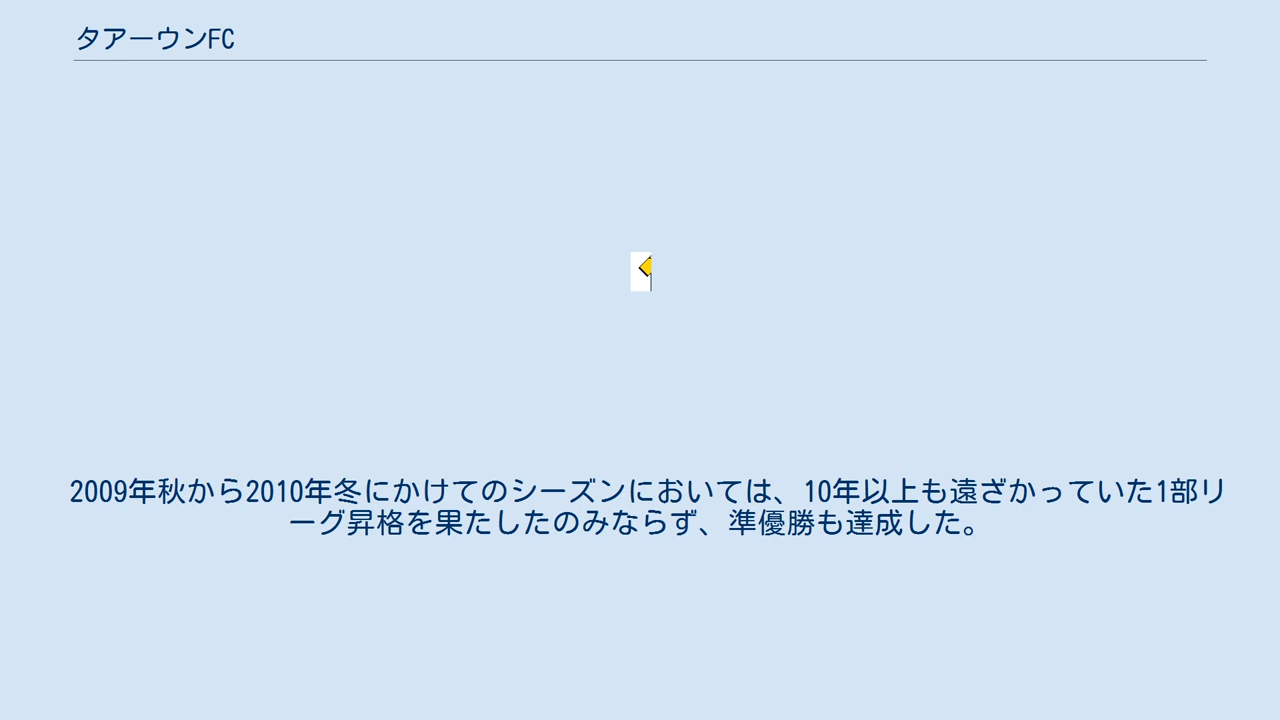 タアーウンFC
2009年秋から2010年冬にかけてのシーズンにおいては、10年以上も遠ざかっていた1部リ
ーグ昇格を果たしたのみならず、準優勝も達成した。